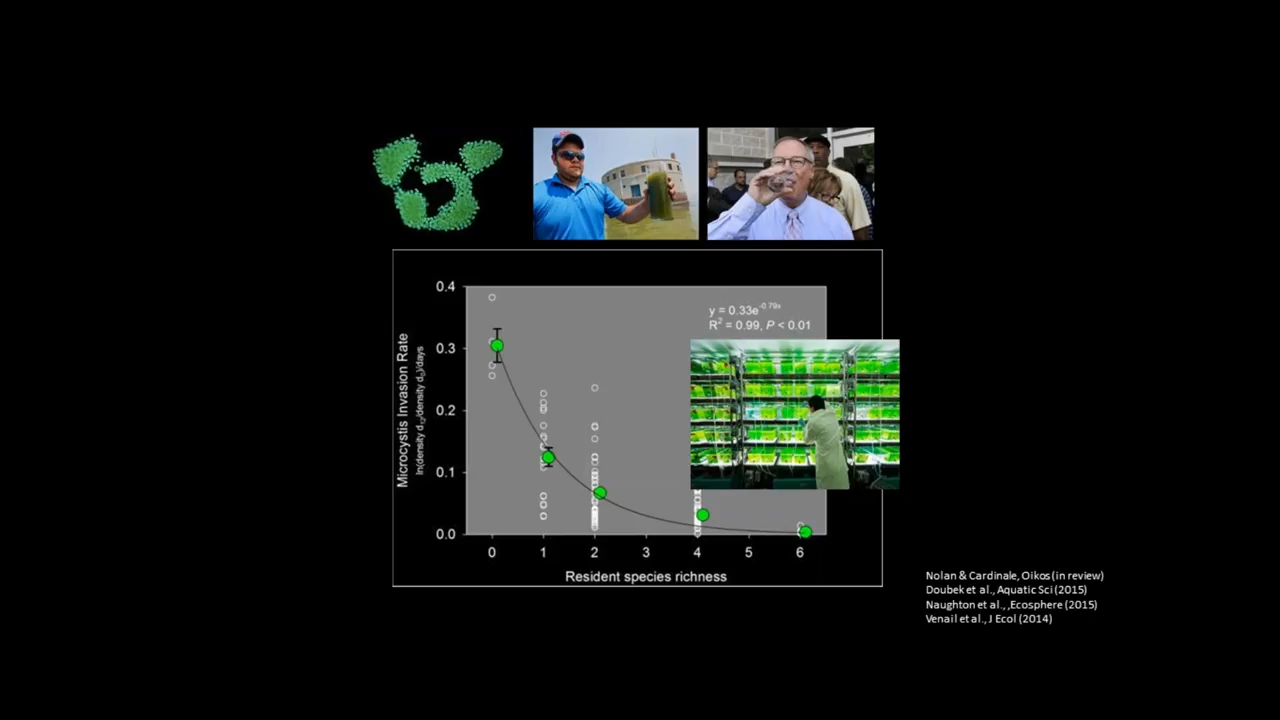 0.4
0.3
0.2
0.1
0.0
Microcystis Invasion Rate
y = 0.33e^-0.79x
R² = 0.99, P < 0.01
0 1 2 3 4 5 6
Resident species richness
Nolan & Cardinale, Oikos (in review)
Doubek et al., Aquatic Sci (2015)
Naughton et al., ,Ecosphere (2015)
Venail et al., J Ecol (2014)